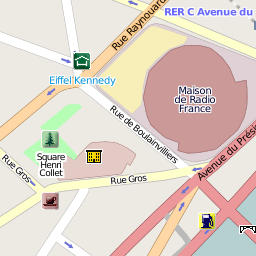 RER C Avenue du
Rue Raynouard
Eiffel Kennedy
Maison
de Radio
France
Rue de Boulainvilliers
Avenue du Prési
Square
Henri
Collet
Rue Gros
Rue Gros